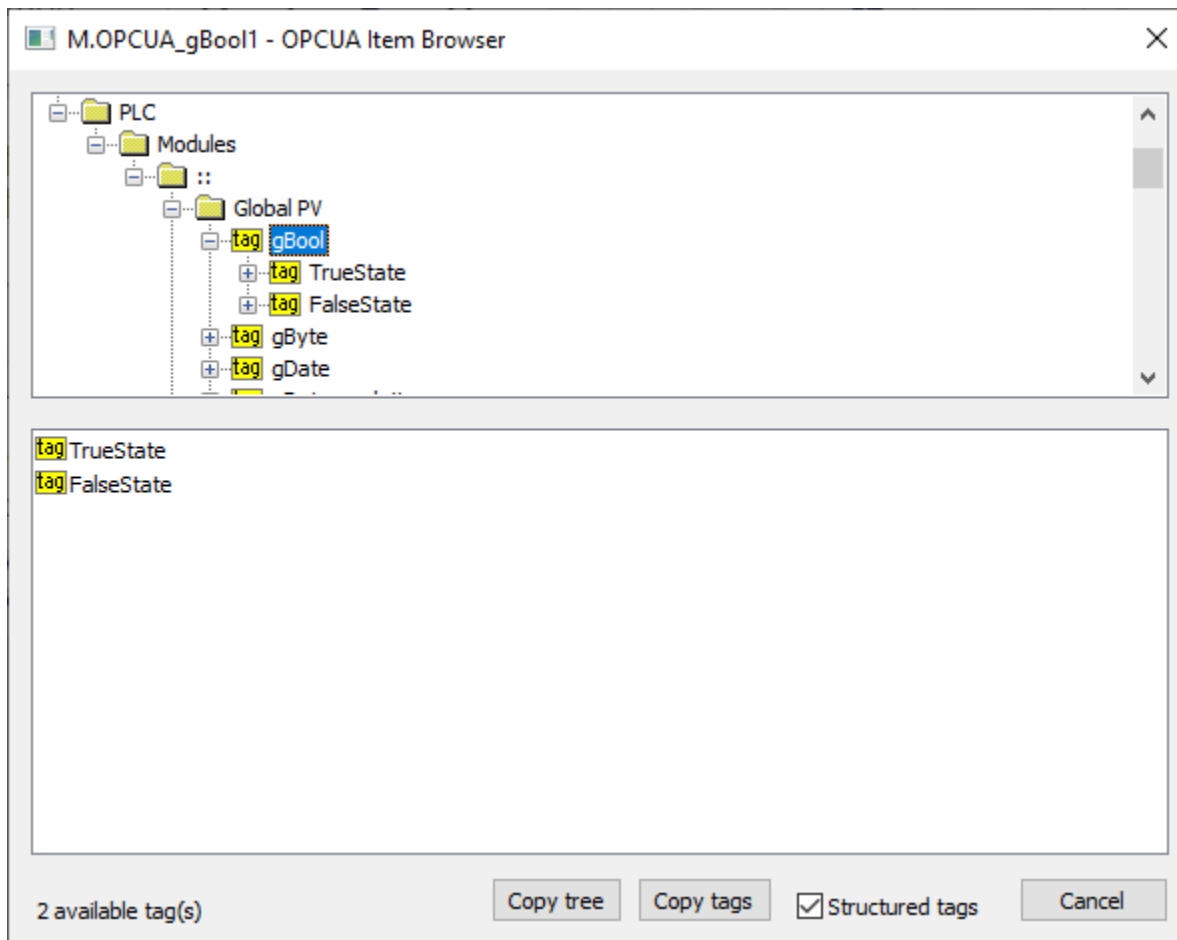 M.OPCUA_gBool1 - OPCUA Item Browser
PLC
Modules
::
Global PV
tag gBool
tag TrueState
tag FalseState
tag gByte
tag gDate
tag TrueState
tag FalseState
2 available tag(s)
Copy tree
Copy tags
Structured tags
Cancel